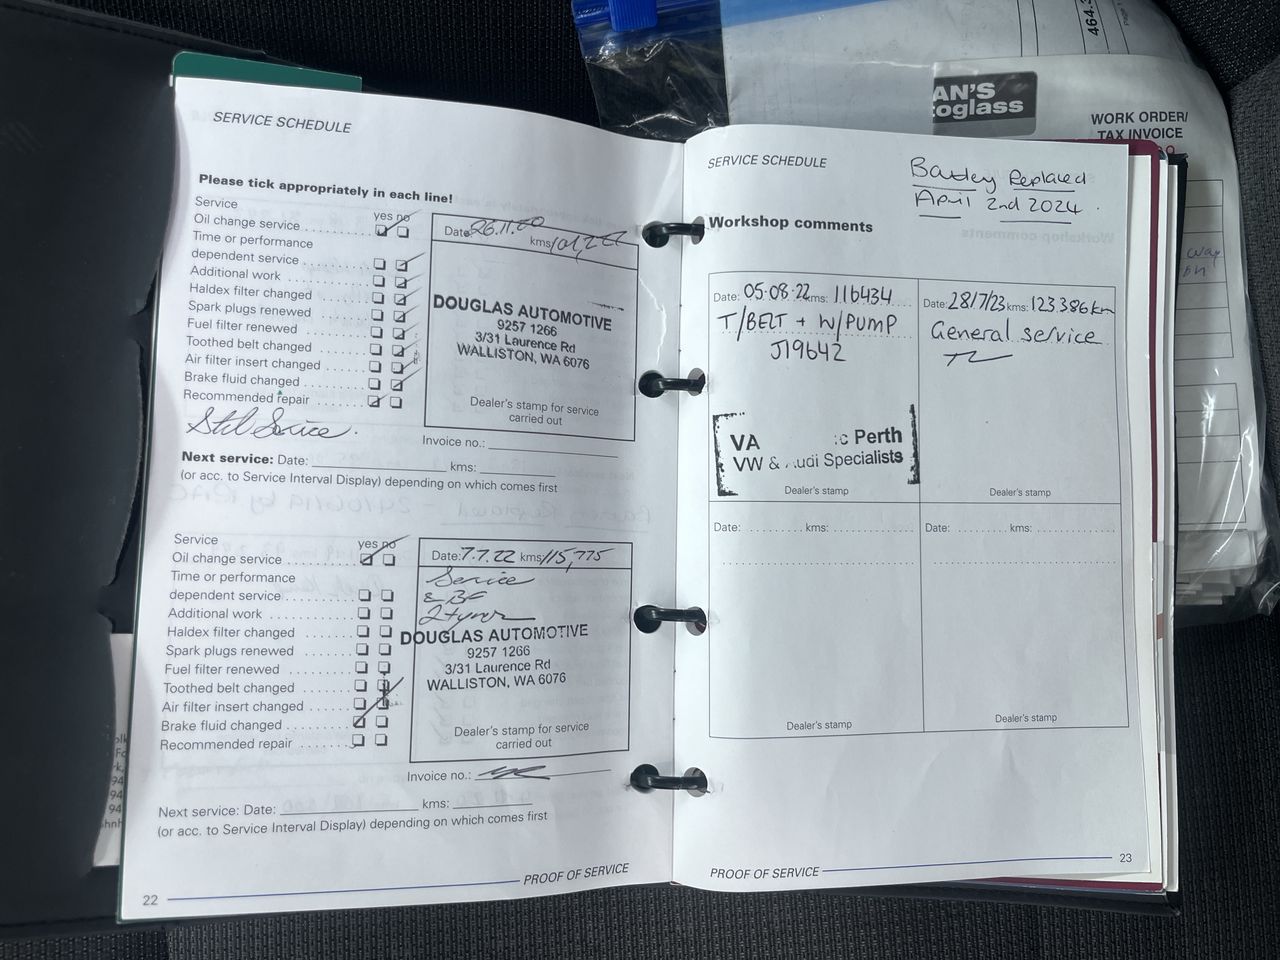 464.
AN'S
oglass
WORK ORDER/
TAX INVOICE
SERVICE SCHEDULE
Please tick appropriately in each line!
Service
yes no
Oil change service
Time or performance
dependent service
Additional work
Haldex filter changed
Spark plugs renewed
Fuel filter renewed
Toothed belt changed
Air filter insert changed
Brake fluid changed
Recommended repair
Date: 26.11.20
kms:
DOUGLAS AUTOMOTIVE
9257 1266
3/31 Laurence Rd
WALLISTON, WA 6076
Dealer's stamp for service
carried out
Invoice no.:
Next service: Date: kms:
(or acc. to Service Interval Display) depending on which comes first
Service
yes no
Oil change service
Time or performance
dependent service
Additional work
Haldex filter changed
Spark plugs renewed
Fuel filter renewed
Toothed belt changed
Air filter insert changed
Brake fluid changed
Recommended repair
Date: 7.7.22 kms: 115,775
Service
& BF
2 tyres
DOUGLAS AUTOMOTIVE
9257 1266
3/31 Laurence Rd
WALLISTON, WA 6076
Dealer's stamp for service
carried out
Invoice no.:
Next service: Date: kms:
(or acc. to Service Interval Display) depending on which comes first
PROOF OF SERVICE
22
SERVICE SCHEDULE
Battery Replaced
April 2nd 2024.
Workshop comments
Date: 05-08-22 kms: 116434
T/BELT + W/PUMP
J19642
VA c Perth
VW & udi Specialists
Dealer's stamp
Date: 28/7/23 kms: 123386km
General service
Dealer's stamp
Date: kms:
Dealer's stamp
Date: kms:
Dealer's stamp
PROOF OF SERVICE
23